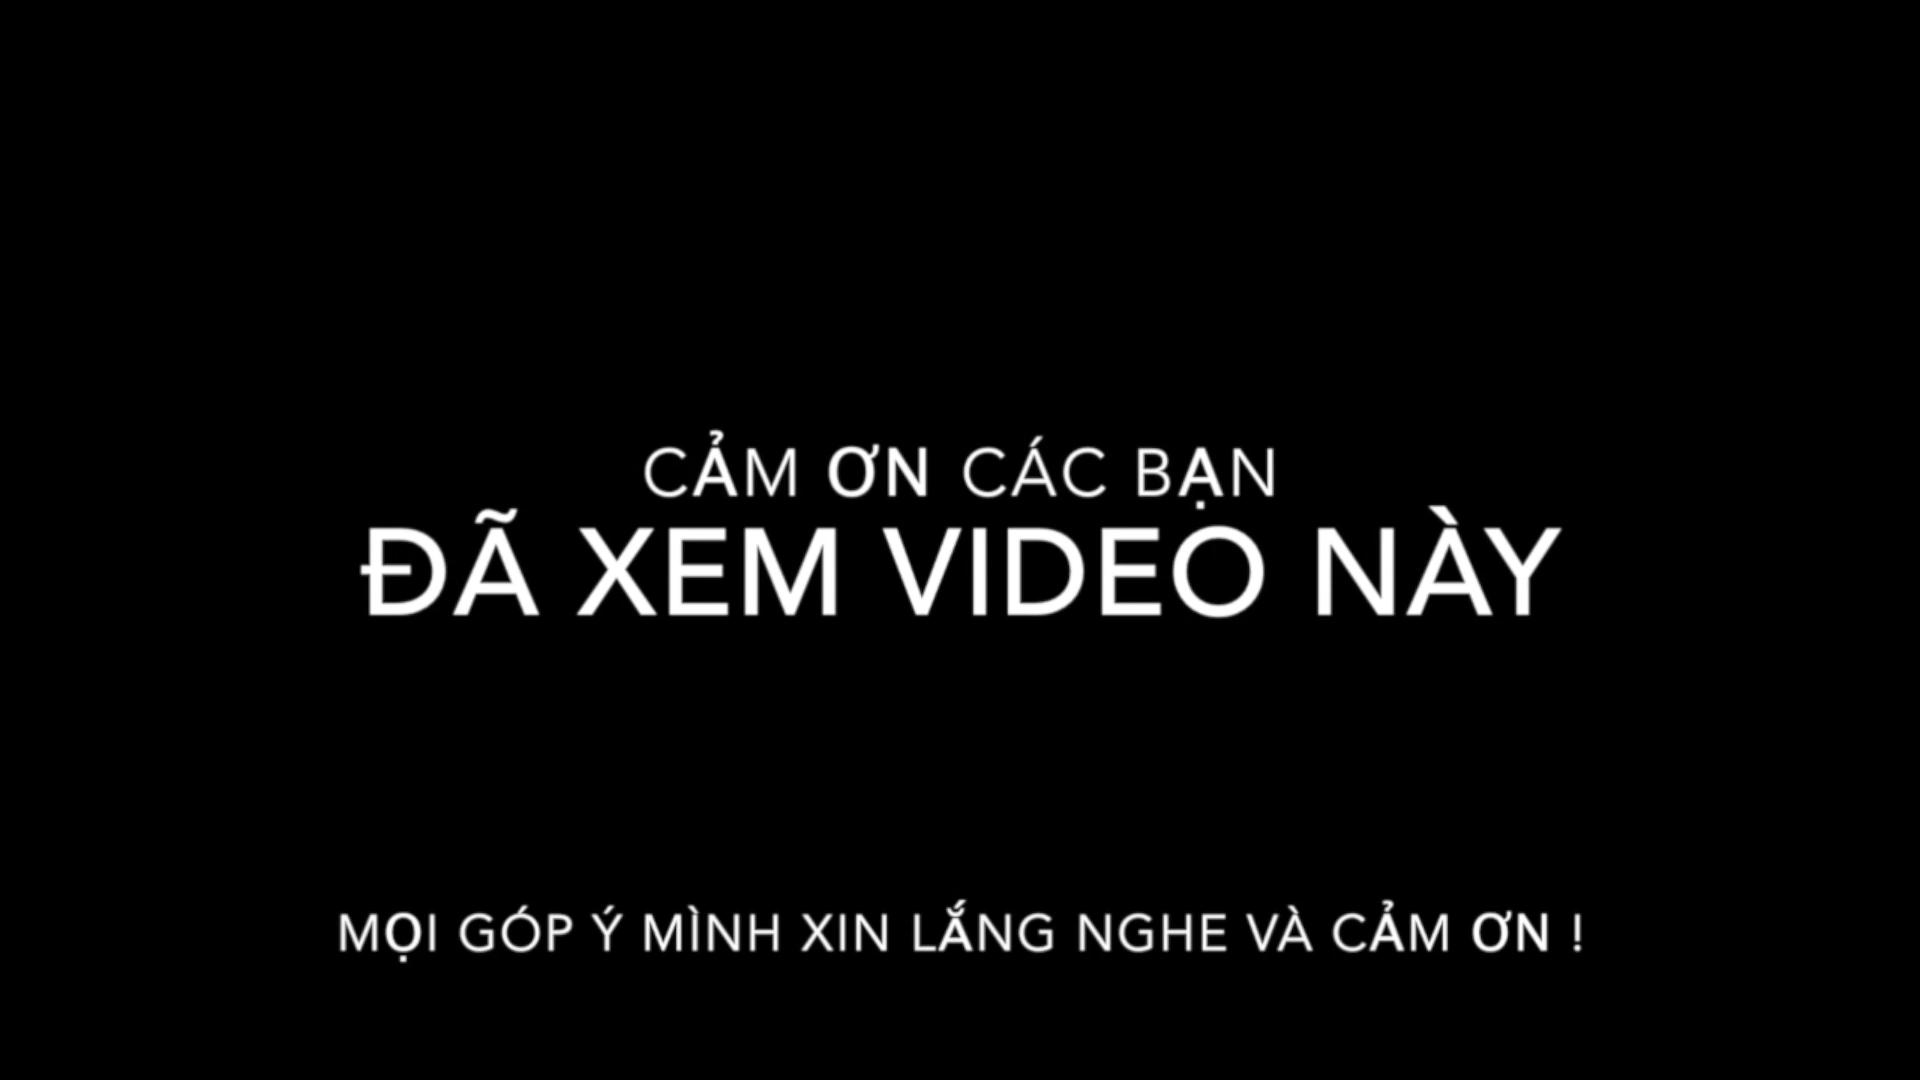 CẢM ƠN CÁC BẠN
ĐÃ XEM VIDEO NÀY
MỌI GÓP Ý MÌNH XIN LẮNG NGHE VÀ CẢM ƠN !